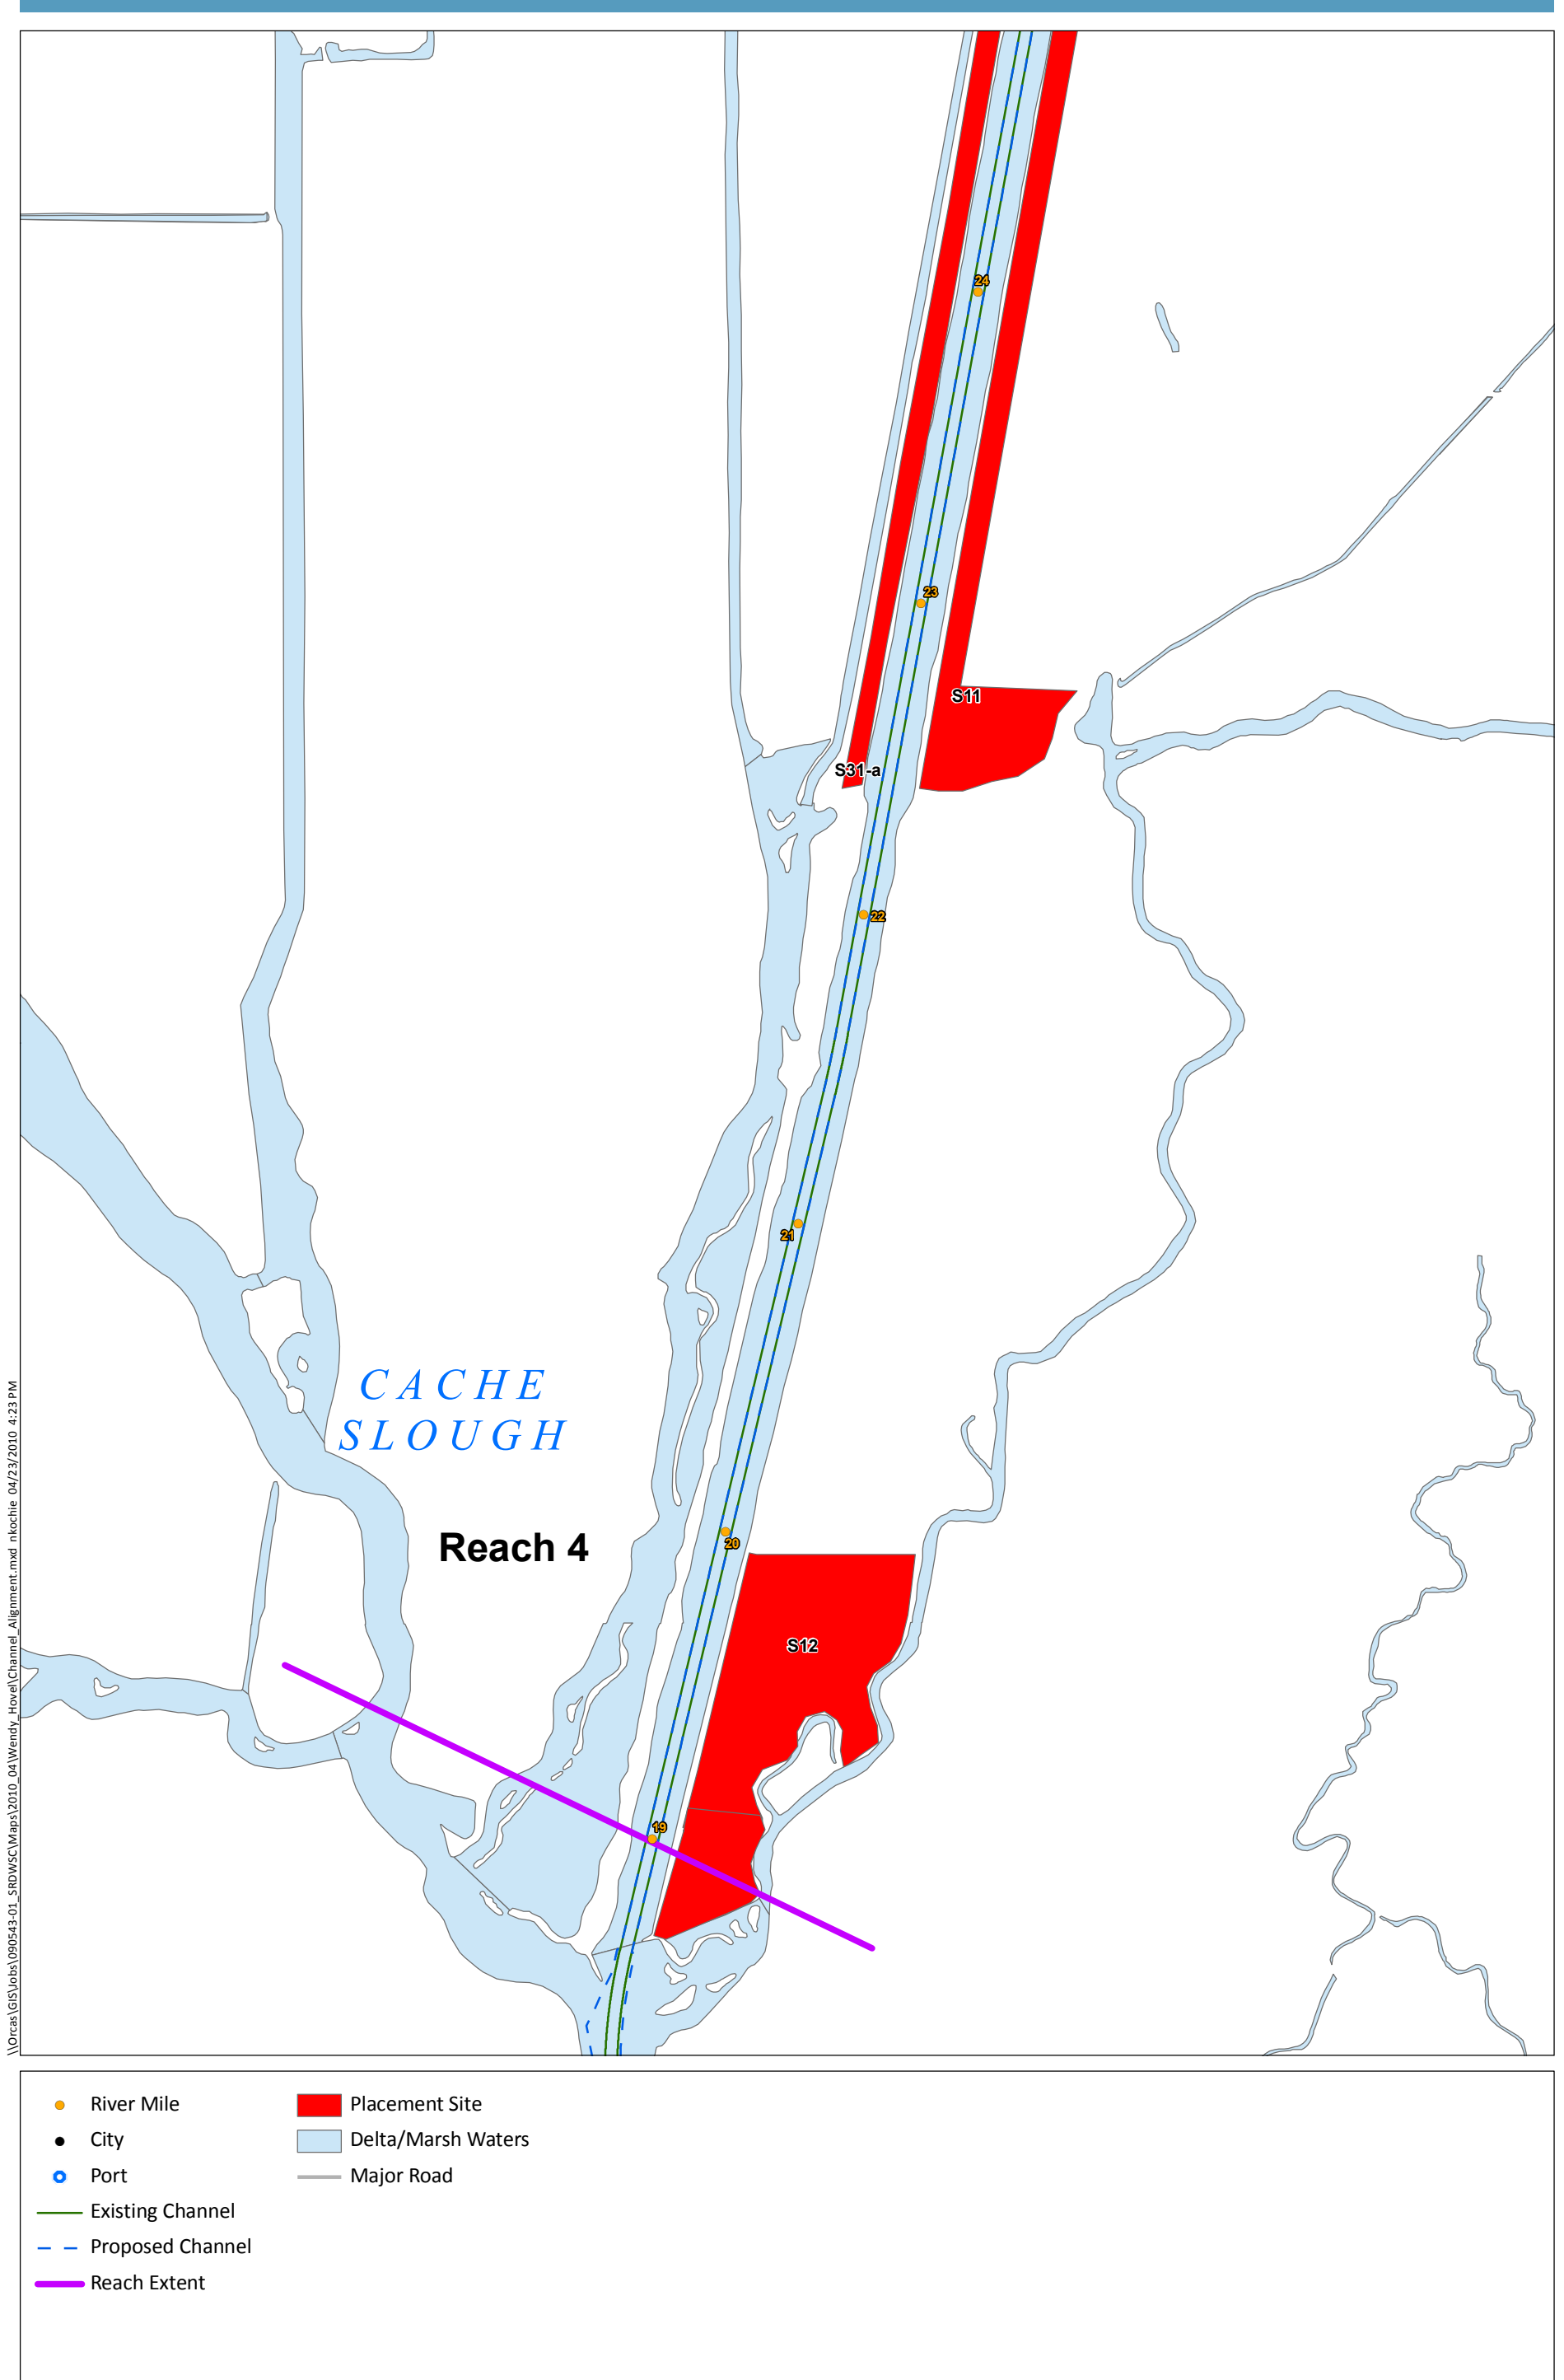 24
23
S11
S31-a
22
21
CACHE
SLOUGH
20
Reach 4
S12
19
\\Orcas\GIS\Jobs\090543-01_SRDWSC\Maps\2010_04\Wendy_Hovel\Channel_Alignment.mxd nkochie 04/23/2010 4:23 PM
River Mile
City
Port
Existing Channel
Proposed Channel
Reach Extent
Placement Site
Delta/Marsh Waters
Major Road